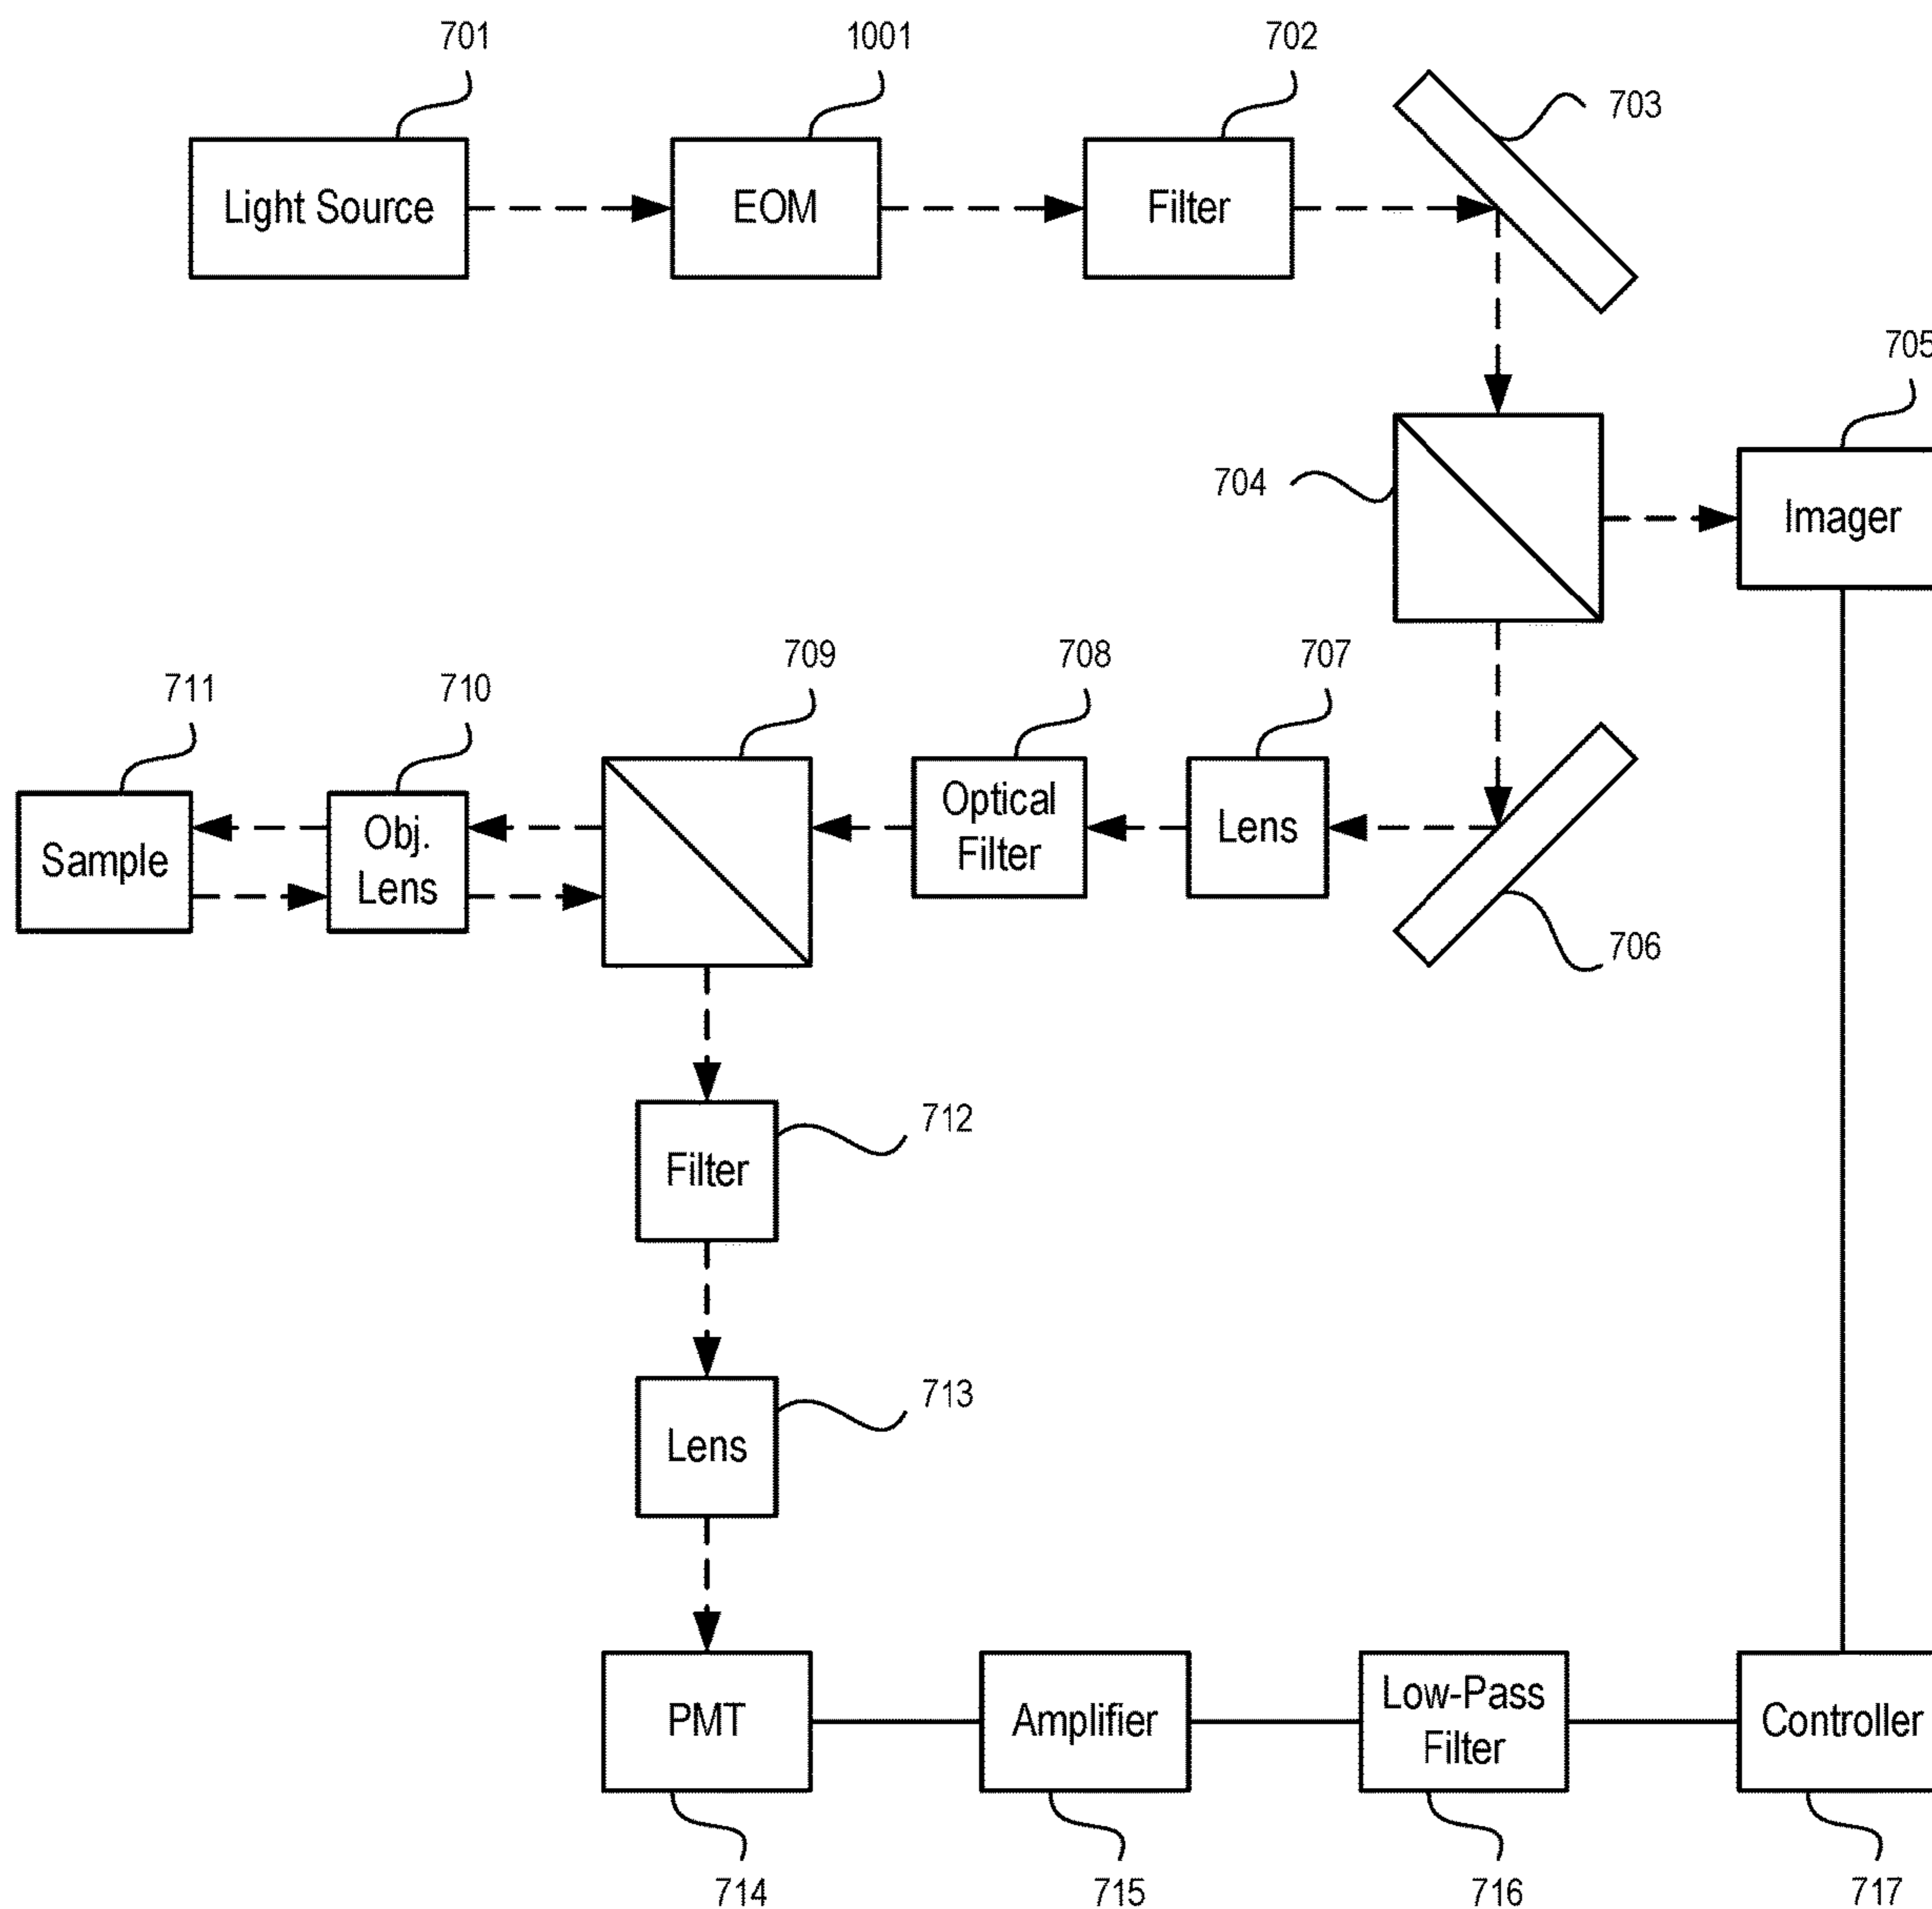 701
1001
702
703
Light Source
EOM
Filter
705
704
Imager
709
708
707
711
710
Optical
Filter
Lens
Obj.
Lens
Sample
706
712
Filter
713
Lens
PMT
Amplifier
Low-Pass
Filter
Controller
714
715
716
717